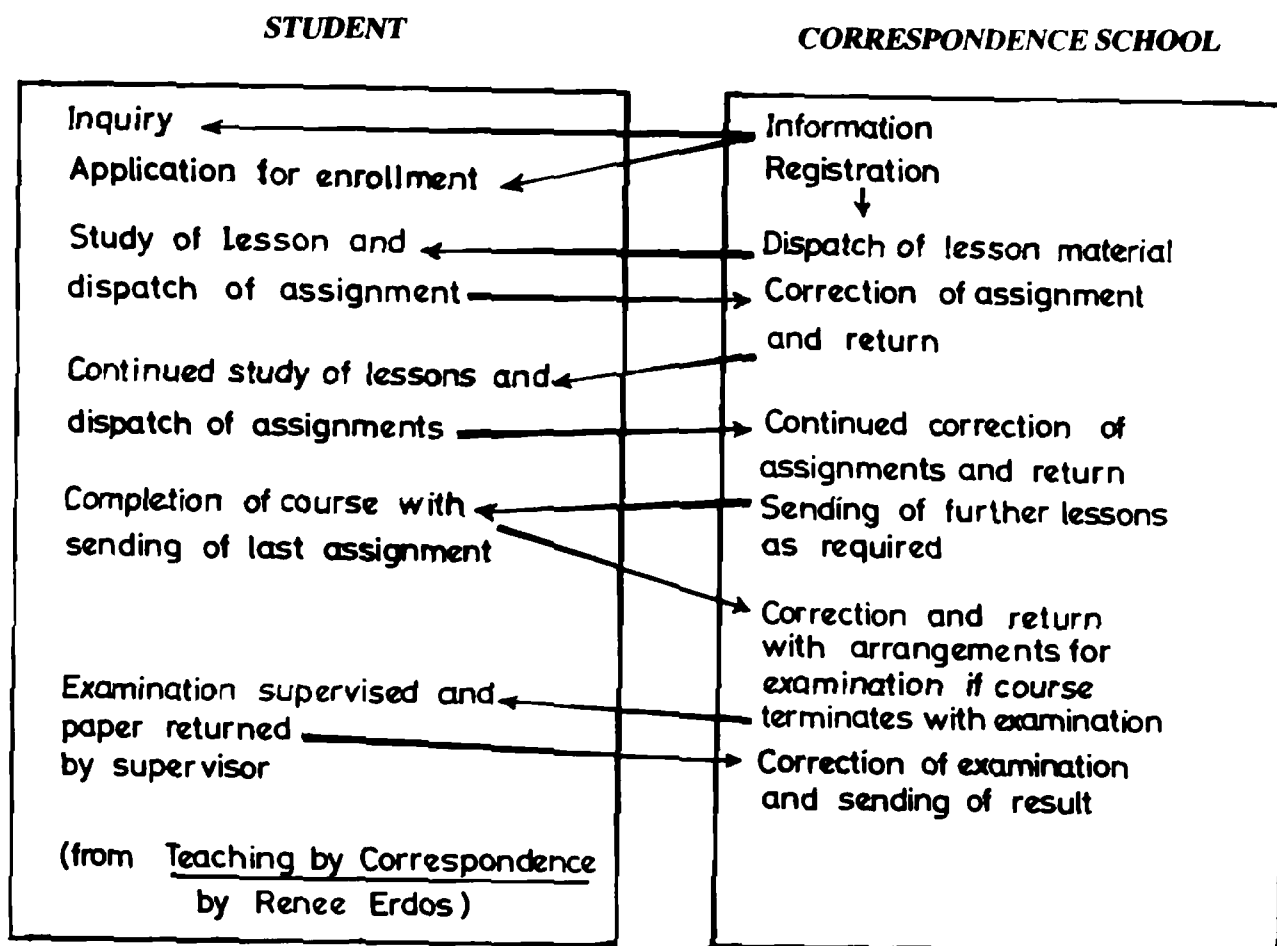 STUDENT
Inquiry
Application for enrollment
Study of Lesson and
dispatch of assignment
Continued study of lessons and
dispatch of assignments
Completion of course with
sending of last assignment
Examination supervised and
paper returned
by supervisor
(from Teaching by Correspondence
by Renee Erdos)
CORRESPONDENCE SCHOOL
Information
Registration
Dispatch of lesson material
Correction of assignment
and return
Continued correction of
assignments and return
Sending of further lessons
as required
Correction and return
with arrangements for
examination if course
terminates with examination
Correction of examination
and sending of result